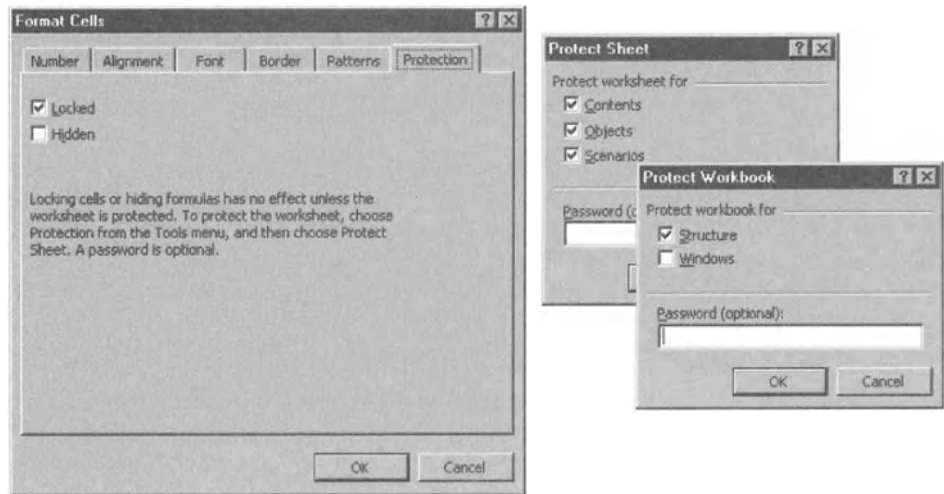 Format Cells
Number Alignment Font Border Patterns Protection
Locked
Hidden
Locking cells or hiding formulas has no effect unless the
worksheet is protected. To protect the worksheet, choose
Protection from the Tools menu, and then choose Protect
Sheet. A password is optional.
OK Cancel
Protect Sheet
Protect worksheet for
Contents
Objects
Scenarios
Password (
Protect Workbook
Protect workbook for
Structure
Windows
Password (optional):
OK Cancel